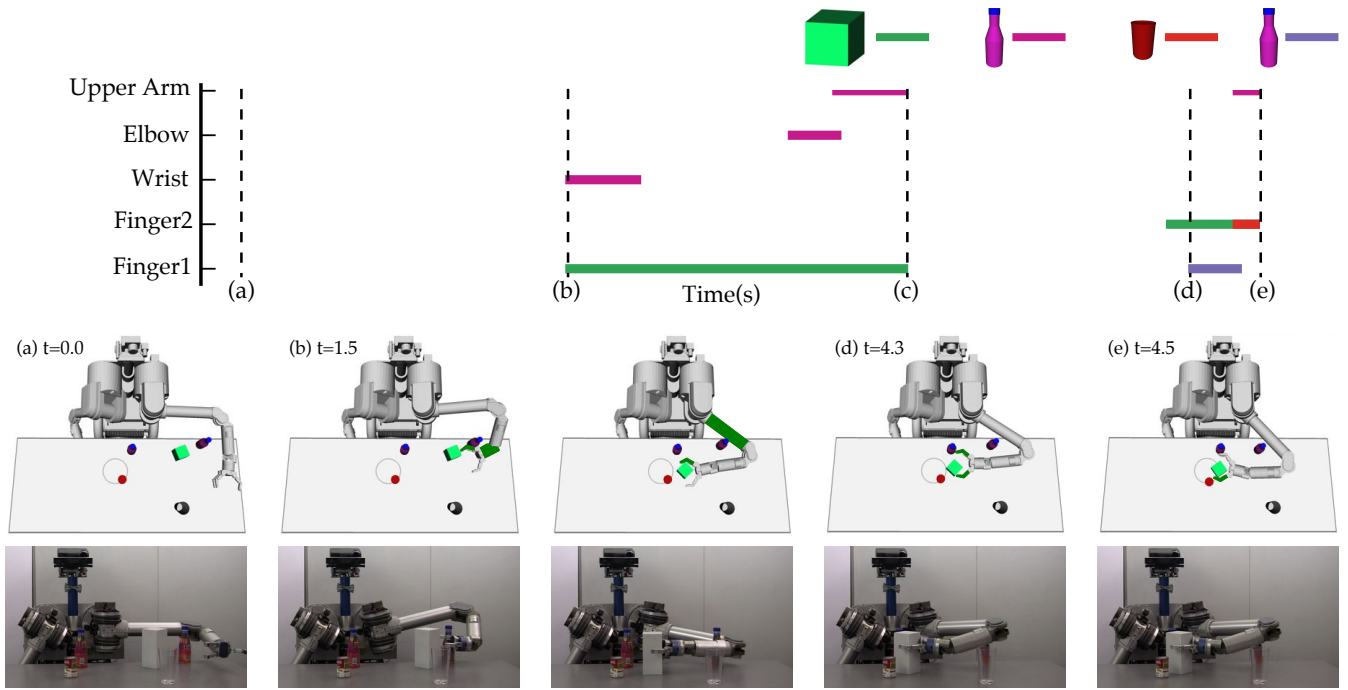 Upper Arm
Elbow
Wrist
Finger2
Finger1
(a)
(b)
Time(s)
(c)
(d)
(e)
(a) t=0.0
(b) t=1.5
(d) t=4.3
(e) t=4.5